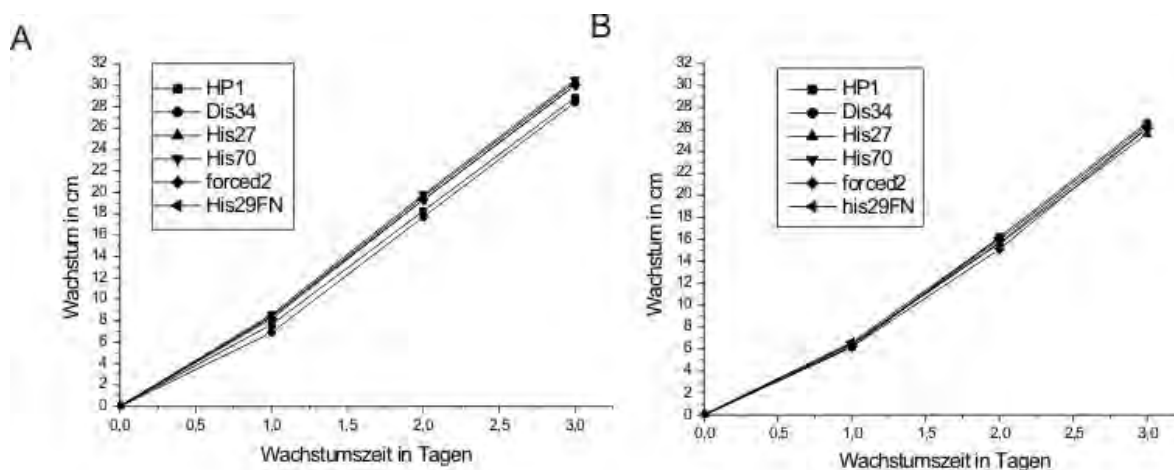 A
Wachstum in cm
32
30
28
26
24
22
20
18
16
14
12
10
8
6
4
2
0
HP1
Dis34
His27
His70
forced2
His29FN
0,0 0,5 1,0 1,5 2,0 2,5 3,0
Wachstumszeit in Tagen
B
Wachstum in cm
32
30
28
26
24
22
20
18
16
14
12
10
8
6
4
2
0
HP1
Dis34
His27
His70
forced2
his29FN
0,0 0,5 1,0 1,5 2,0 2,5 3,0
Wachstumszeit in Tagen